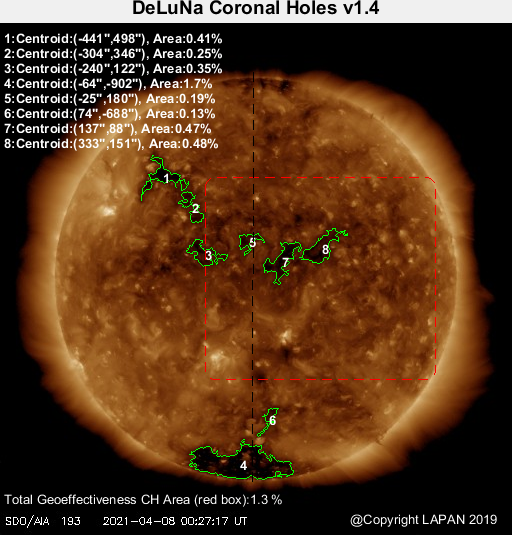 DeLuNa Coronal Holes v1.4
1:Centroid:(-441",498"), Area:0.41%
2:Centroid:(-304",346"), Area:0.25%
3:Centroid:(-240",122"), Area:0.35%
4:Centroid:(-64",-902"), Area:1.7%
5:Centroid:(-25",180"), Area:0.19%
6:Centroid:(74",-688"), Area:0.13%
7:Centroid:(137",88"), Area:0.47%
8:Centroid:(333",151"), Area:0.48%
1
2
3
5
7
8
6
4
Total Geoeffectiveness CH Area (red box):1.3 %
SDO/AIA 193 2021-04-08 00:27:17 UT
@Copyright LAPAN 2019